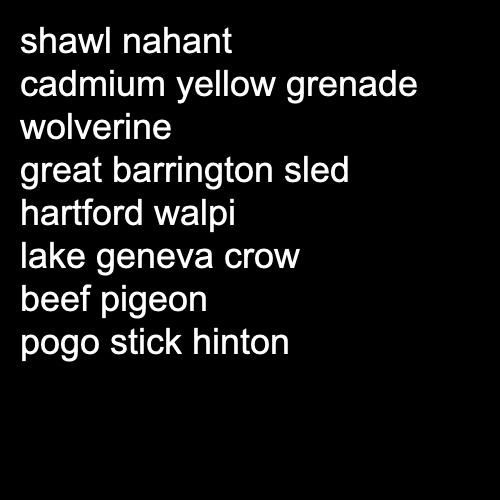 shawl nahant
cadmium yellow grenade
wolverine
great barrington sled
hartford walpi
lake geneva crow
beef pigeon
pogo stick hinton